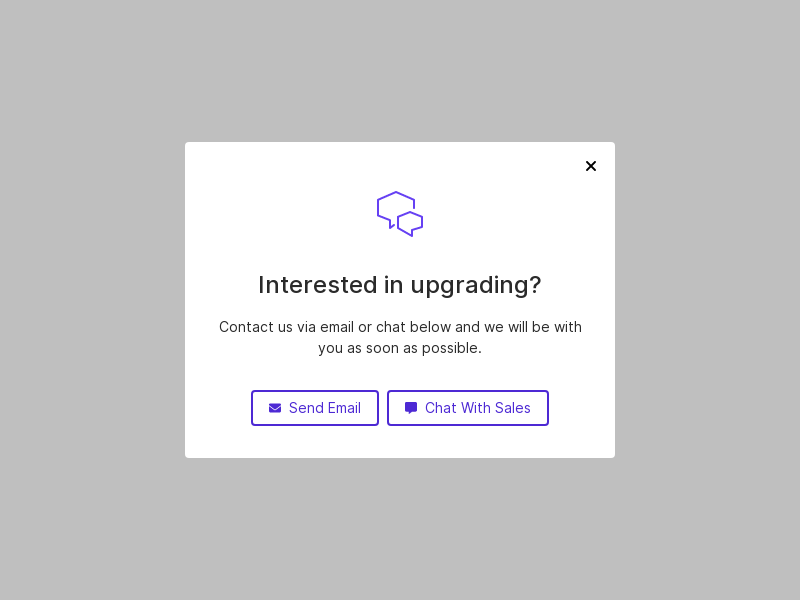 Interested in upgrading?
Contact us via email or chat below and we will be with
you as soon as possible.
Send Email
Chat With Sales